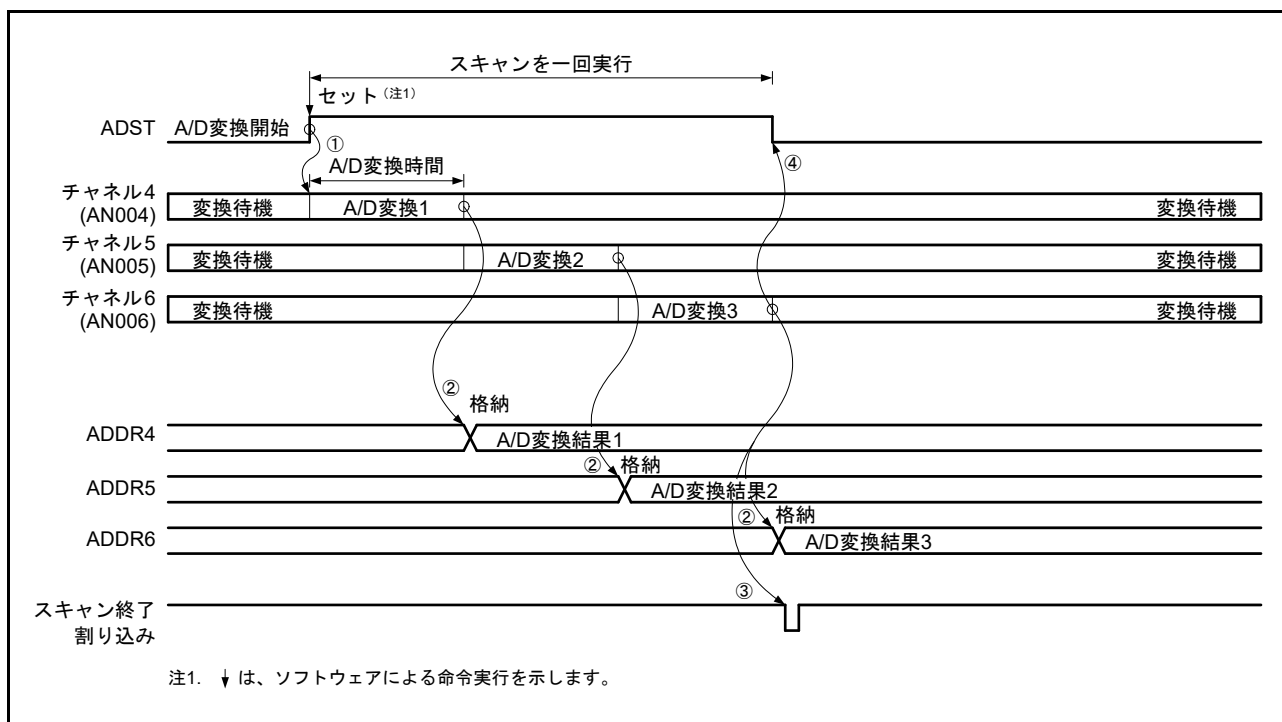 スキャンを一回実行
セット（注1）
ADST
A/D変換開始
①
④
A/D変換時間
チャネル4
(AN004)
変換待機
A/D変換1
変換待機
チャネル5
(AN005)
変換待機
A/D変換2
変換待機
チャネル6
(AN006)
変換待機
A/D変換3
変換待機
②
格納
ADDR4
A/D変換結果1
②
格納
ADDR5
A/D変換結果2
②
格納
ADDR6
A/D変換結果3
③
スキャン終了
割り込み
注1. ↓ は、ソフトウェアによる命令実行を示します。